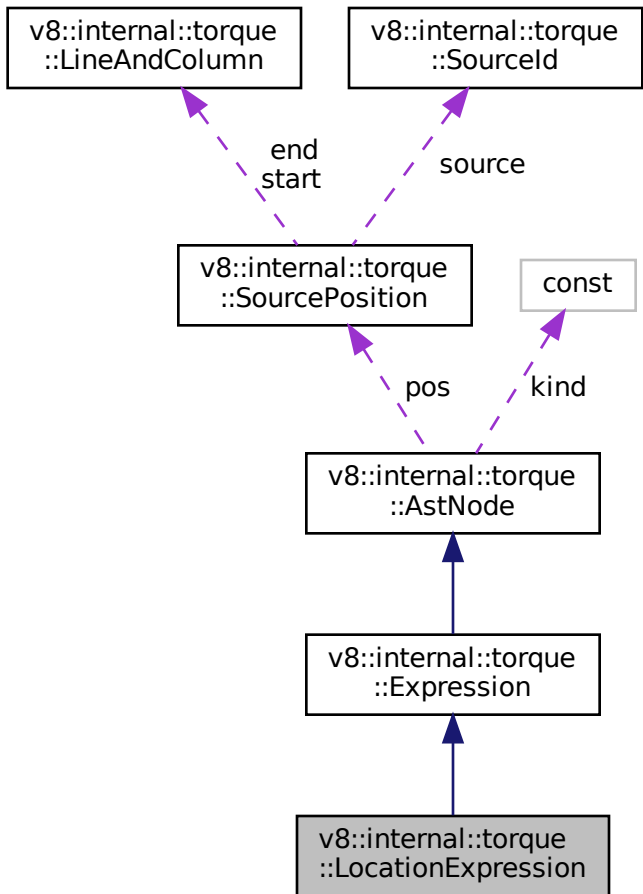 v8::internal::torque
::LineAndColumn
v8::internal::torque
::SourceId
end
start
source
v8::internal::torque
::SourcePosition
const
pos
kind
v8::internal::torque
::AstNode
v8::internal::torque
::Expression
v8::internal::torque
::LocationExpression